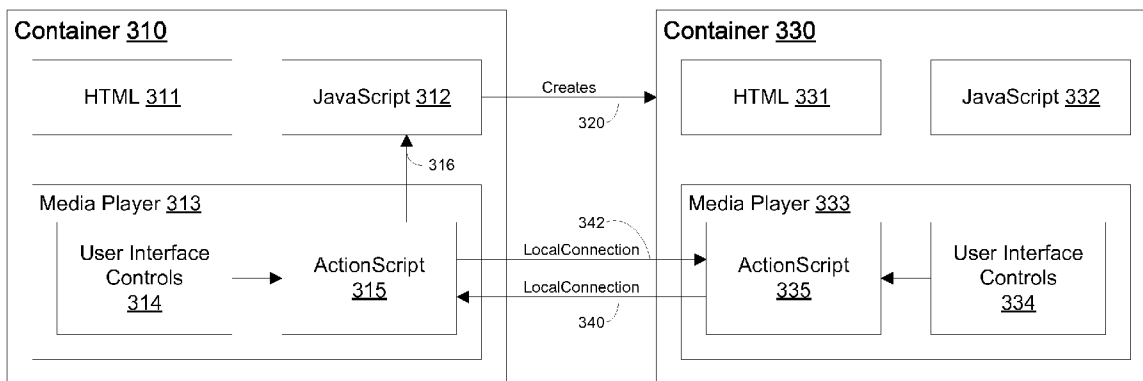 Container 310
HTML 311
JavaScript 312
316
Media Player 313
User Interface
Controls
314
ActionScript
315
Creates
320
342
LocalConnection
LocalConnection
340
Container 330
HTML 331
JavaScript 332
Media Player 333
ActionScript
335
User Interface
Controls
334